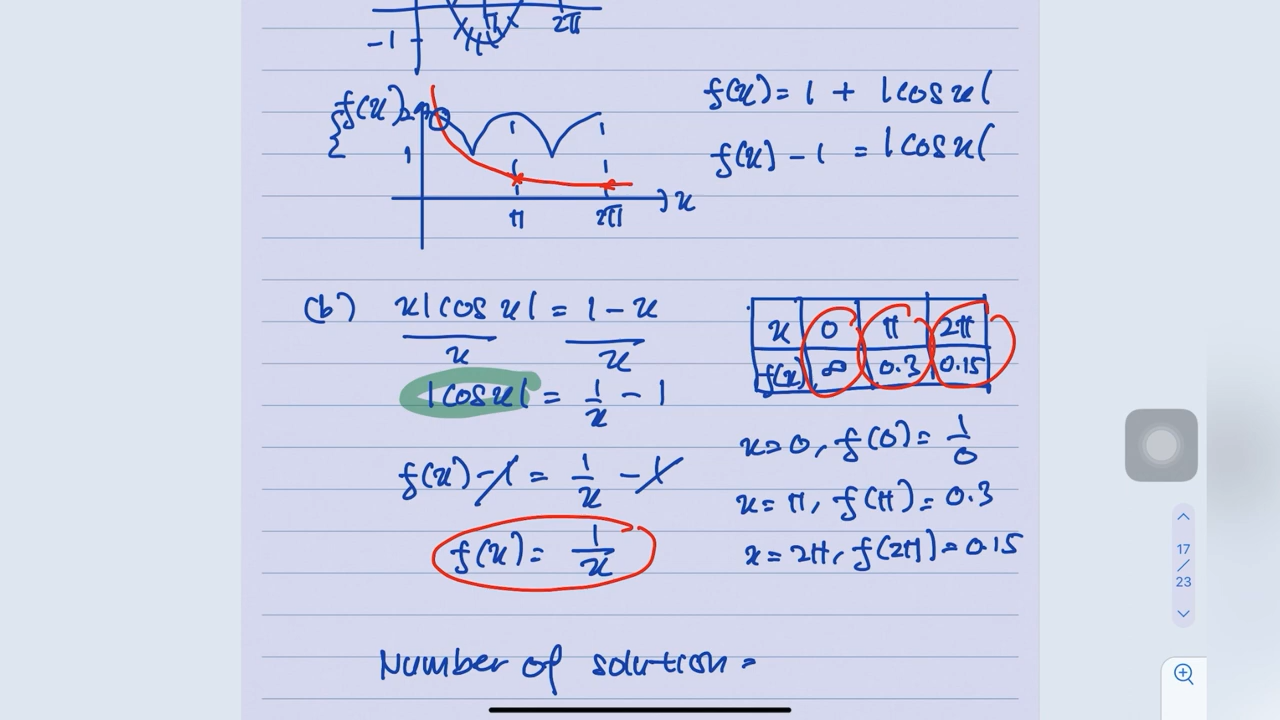 -1 π 2π
f(x) 2
2
1
π 2π x
f(x) = 1 + |cos x|
f(x) - 1 = |cos x|
(b) x|cos x| = 1 - x
x x
|cos x| = 1/x - 1
f(x) - 1 = 1/x - 1
f(x) = 1/x
x 0 π 2π
f(x) ∞ 0.3 0.15
x = 0, f(0) = 1/0
x = π, f(π) = 0.3
x = 2π, f(2π) = 0.15
Number of solution =
17
/
23